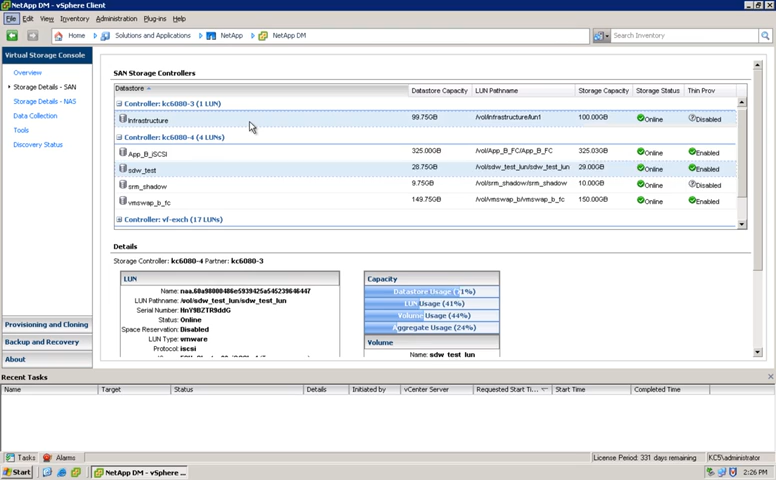 NetApp DM - vSphere Client
File Edit View Inventory Administration Plug-ins Help
Home Solutions and Applications NetApp NetApp DM Search Inventory
Virtual Storage Console
Overview
Storage Details - SAN
Storage Details - NAS
Data Collection
Tools
Discovery Status
Provisioning and Cloning
Backup and Recovery
About
SAN Storage Controllers
Datastore Datastore Capacity LUN Pathname Storage Capacity Storage Status Thin Prov
Controller: kc6080-3 (1 LUN)
Infrastructure 99.75GB /vol/Infrastructure/lun1 100.00GB Online Disabled
Controller: kc6080-4 (4 LUNs)
App_B_iSCSI 325.00GB /vol/App_B_FC/App_B_FC 325.03GB Online Enabled
sdw_test 28.75GB /vol/sdw_test_lun/sdw_test_lun 29.00GB Online Enabled
srm_shadow 9.75GB /vol/srm_shadow/srm_shadow 10.00GB Online Disabled
vmswap_b_fc 149.75GB /vol/vmswap_b/vmswap_b_fc 150.00GB Online Enabled
Controller: vf-exch (17 LUNs)
Details
Storage Controller: kc6080-4 Partner: kc6080-3
LUN
LUN Pathname: /vol/sdw_test_lun/sdw_test_lun
Serial Number: HnY9BZTR9ddG
Status: Online
Space Reservation: Disabled
LUN Type: vmware
Protocol: iscsi
Capacity
Datastore Usage
LUN Usage (41%)
Volume Usage (44%)
Aggregate Usage (24%)
Volume
Name: sdw_test_lun
Recent Tasks
Name Target Status Details Initiated by vCenter Server Requested Start Ti... Start Time Completed Time
Tasks Alarms License Period: 331 days remaining KC5\administrator
Start NetApp DM - vSphere ... 2:26 PM